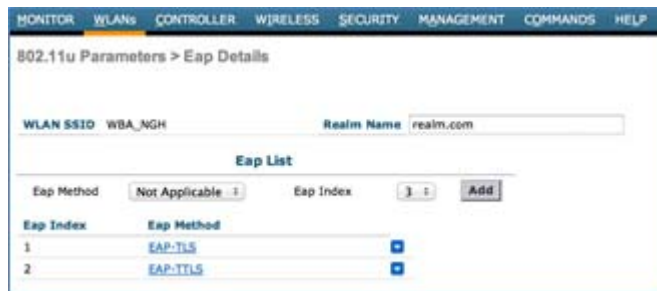 MONITOR WLANs CONTROLLER WIRELESS SECURITY MANAGEMENT COMMANDS HELP
802.11u Parameters > Eap Details
WLAN SSID WBA_NGH Realm Name realm.com
Eap List
Eap Method Not Applicable Eap Index 3 Add
Eap Index Eap Method
1 EAP-TLS
2 EAP-TTLS